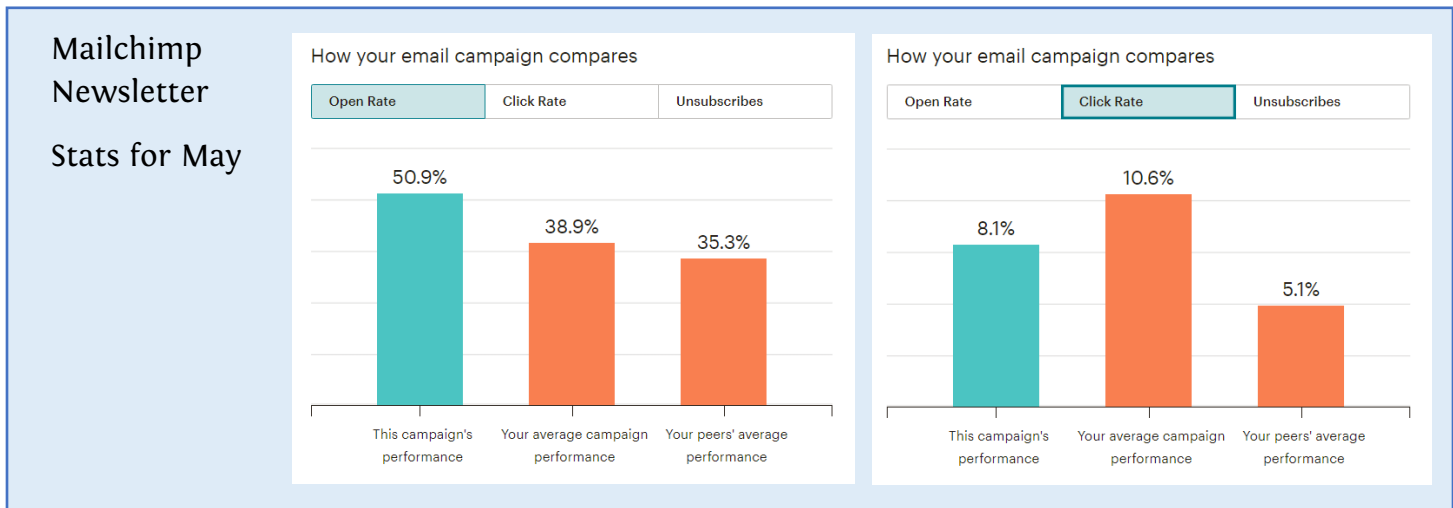 Mailchimp
Newsletter
Stats for May
How your email campaign compares
Open Rate Click Rate Unsubscribes
50.9%
38.9%
35.3%
This campaign's performance
Your average campaign performance
Your peers' average performance
How your email campaign compares
Open Rate Click Rate Unsubscribes
8.1%
10.6%
5.1%
This campaign's performance
Your average campaign performance
Your peers' average performance